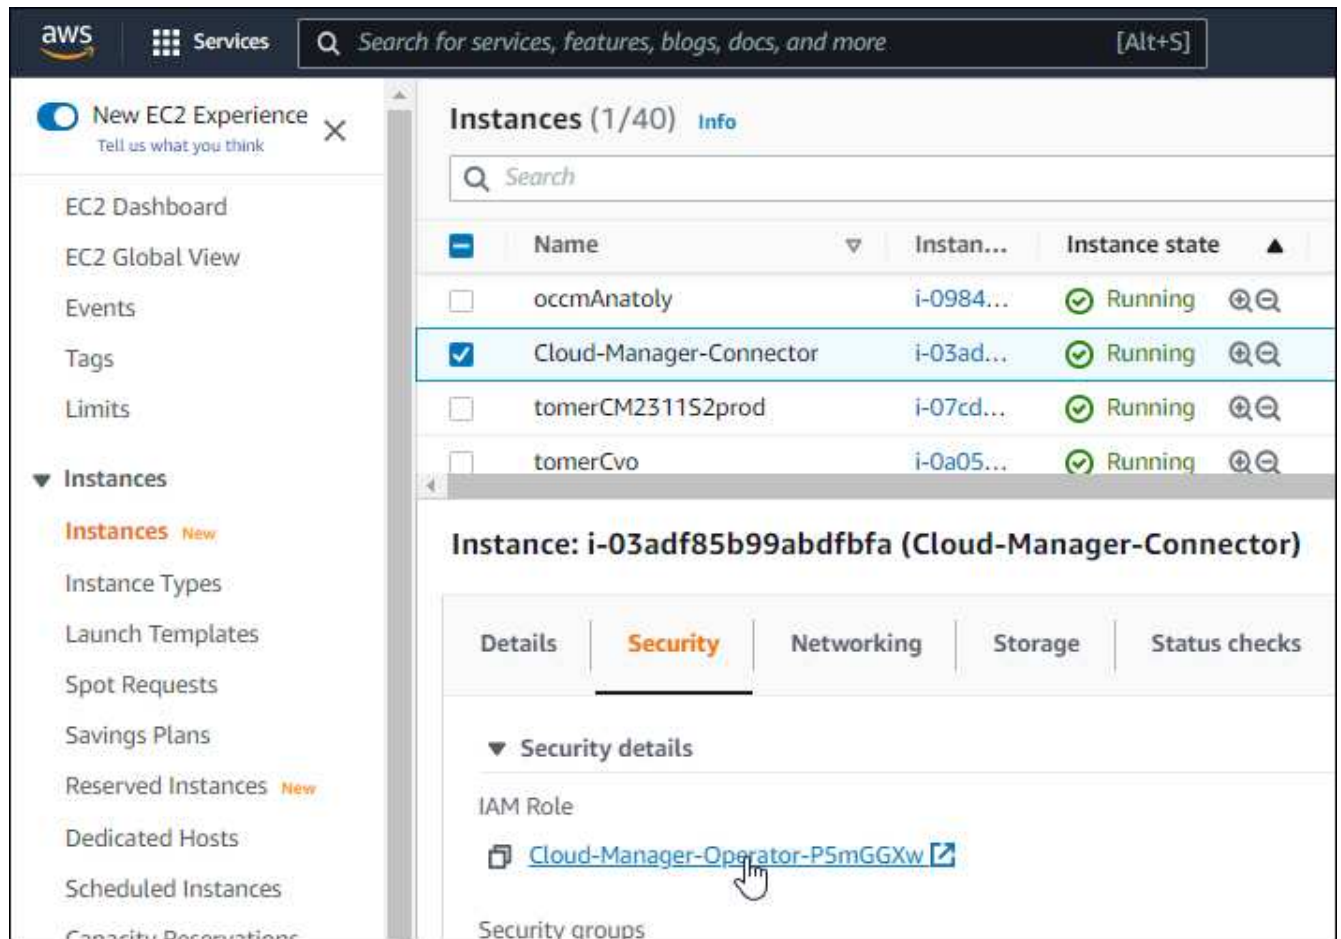 aws Services Search for services, features, blogs, docs, and more [Alt+S]
New EC2 Experience
Tell us what you think
EC2 Dashboard
EC2 Global View
Events
Tags
Limits
Instances
Instances New
Instance Types
Launch Templates
Spot Requests
Savings Plans
Reserved Instances New
Dedicated Hosts
Scheduled Instances
Capacity Reservations
Instances (1/40) Info
Search
Name Instan... Instance state
occmAnatoly i-0984... Running
Cloud-Manager-Connector i-03ad... Running
tomerCM2311S2prod i-07cd... Running
tomerCvo i-0a05... Running
Instance: i-03adf85b99abdfbfa (Cloud-Manager-Connector)
Details Security Networking Storage Status checks
Security details
IAM Role
Cloud-Manager-Operator-P5mGGXw
Security groups